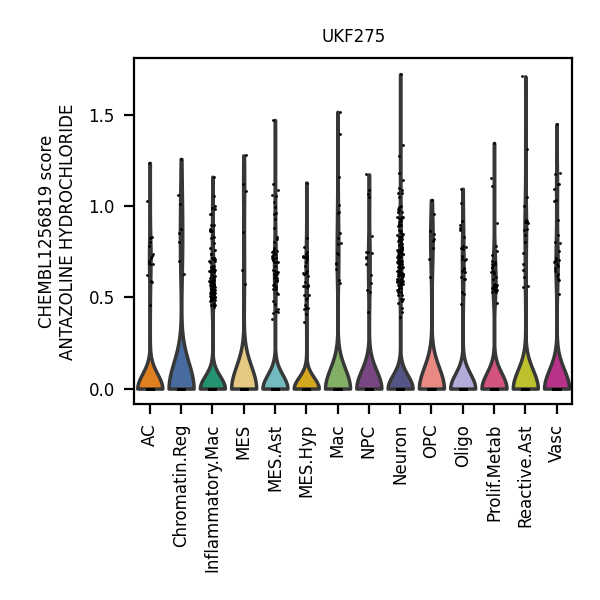 UKF275
CHEMBL1256819 score
ANTAZOLINE HYDROCHLORIDE
1.5
1.0
0.5
0.0
AC
Chromatin.Reg
Inflammatory.Mac
MES
MES.Ast
MES.Hyp
Mac
NPC
Neuron
OPC
Oligo
Prolif.Metab
Reactive.Ast
Vasc